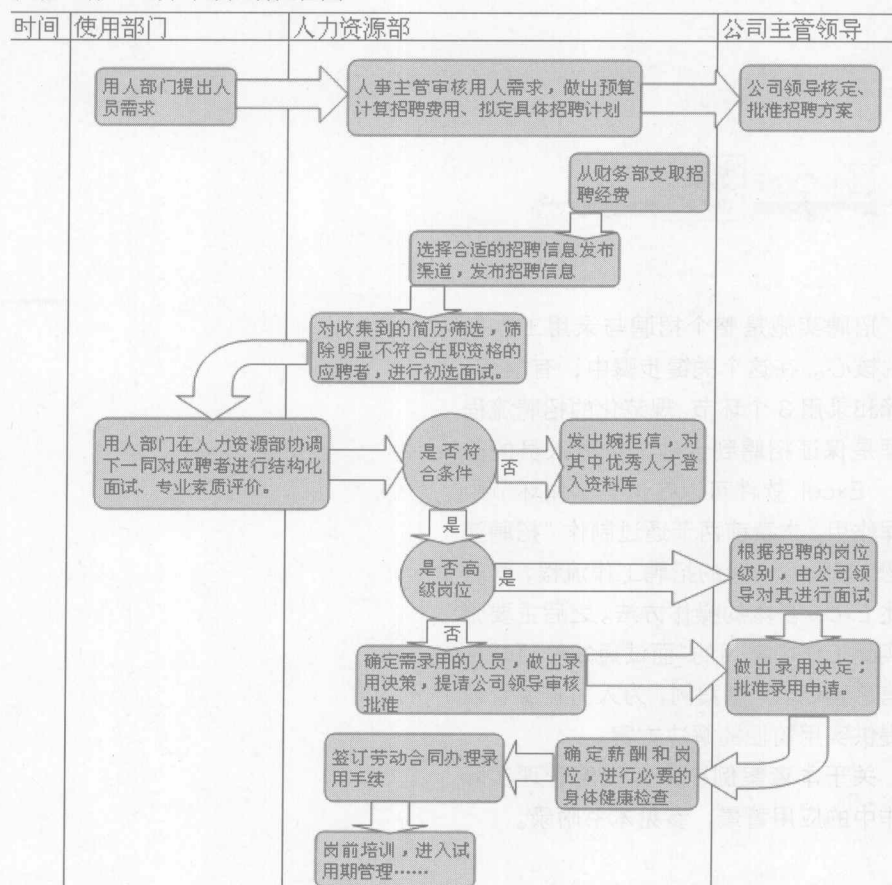 时间
使用部门
人力资源部
公司主管领导
用人部门提出人
员需求
人事主管审核用人需求，做出预算
计算招聘费用、拟定具体招聘计划
公司领导核定、
批准招聘方案
从财务部支取招
聘经费
选择合适的招聘信息发布
渠道，发布招聘信息
对收集到的简历筛选，筛
除明显不符合任职资格的
应聘者，进行初选面试。
用人部门在人力资源部协调
下一同对应聘者进行结构化
面试、专业素质评价。
是否符
合条件
否
发出婉拒信，对
其中优秀人才登
入资料库
是
是否高
级岗位
是
根据招聘的岗位
级别，由公司领
导对其进行面试
否
确定需录用的人员，做出录
用决策，提请公司领导审核
批准
做出录用决定；
批准录用申请。
签订劳动合同办理录
用手续
确定薪酬和岗
位，进行必要的
身体健康检查
岗前培训，进入试
用期管理……